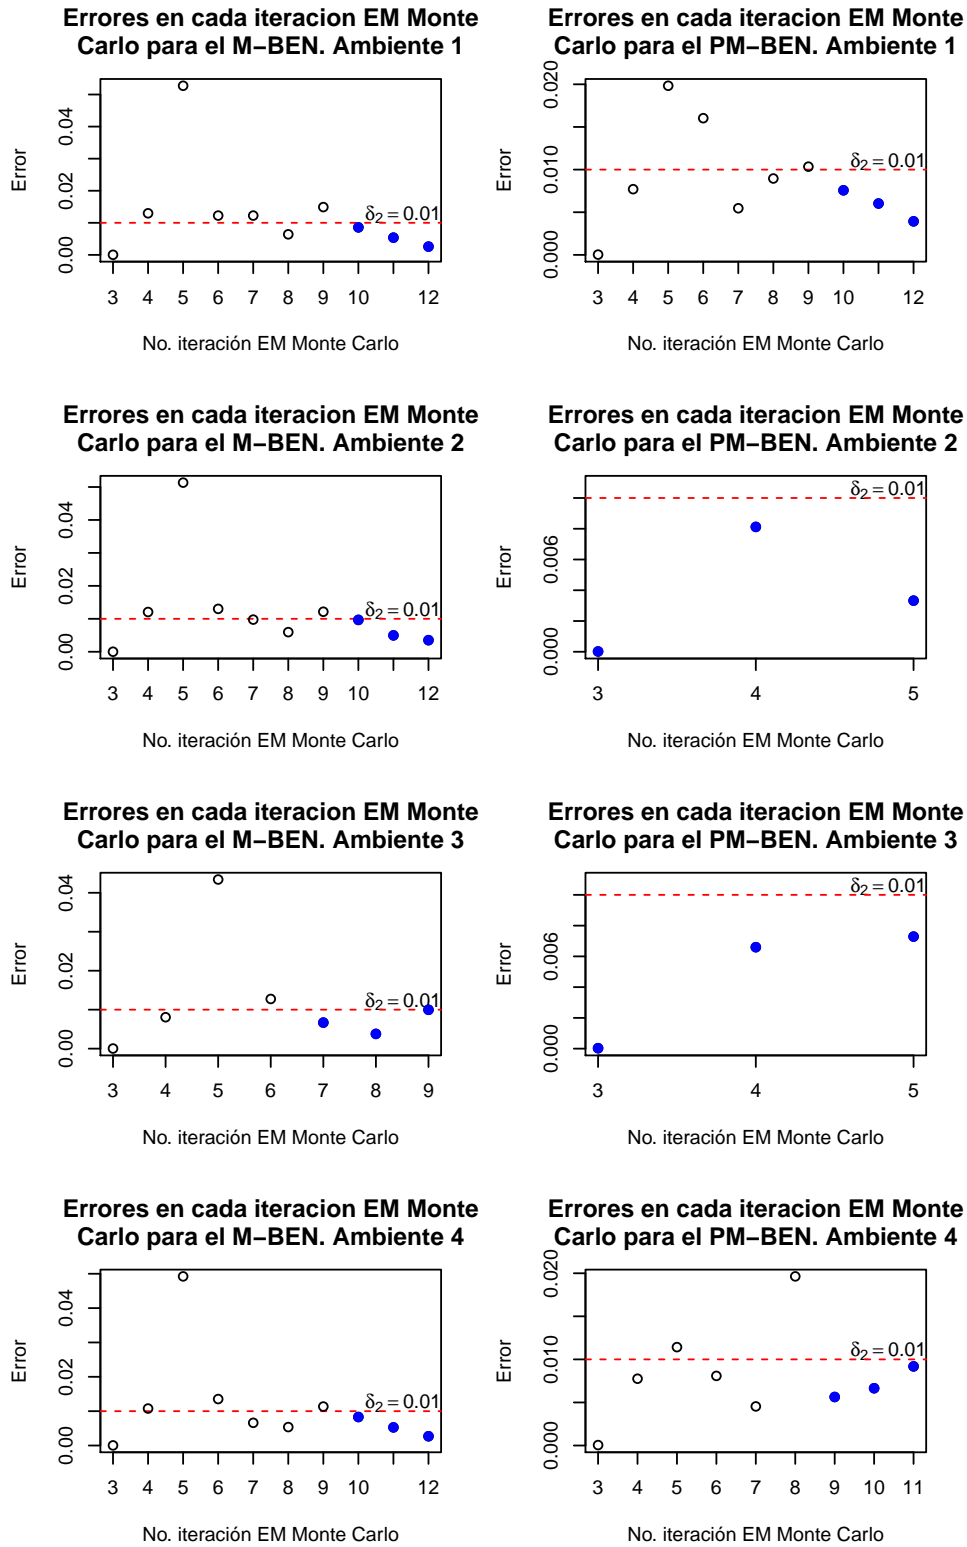 Errores en cada iteracion EM Monte
Carlo para el M−BEN. Ambiente 1
Error
0.00 0.02 0.04
δ2 = 0.01
3 4 5 6 7 8 9 10 12
No. iteración EM Monte Carlo
Errores en cada iteracion EM Monte
Carlo para el PM−BEN. Ambiente 1
Error
0.000 0.010 0.020
δ2 = 0.01
3 4 5 6 7 8 9 10 12
No. iteración EM Monte Carlo
Errores en cada iteracion EM Monte
Carlo para el M−BEN. Ambiente 2
Error
0.00 0.02 0.04
δ2 = 0.01
3 4 5 6 7 8 9 10 12
No. iteración EM Monte Carlo
Errores en cada iteracion EM Monte
Carlo para el PM−BEN. Ambiente 2
Error
0.000 0.006
δ2 = 0.01
3 4 5
No. iteración EM Monte Carlo
Errores en cada iteracion EM Monte
Carlo para el M−BEN. Ambiente 3
Error
0.00 0.02 0.04
δ2 = 0.01
3 4 5 6 7 8 9
No. iteración EM Monte Carlo
Errores en cada iteracion EM Monte
Carlo para el PM−BEN. Ambiente 3
Error
0.000 0.006
δ2 = 0.01
3 4 5
No. iteración EM Monte Carlo
Errores en cada iteracion EM Monte
Carlo para el M−BEN. Ambiente 4
Error
0.00 0.02 0.04
δ2 = 0.01
3 4 5 6 7 8 9 10 12
No. iteración EM Monte Carlo
Errores en cada iteracion EM Monte
Carlo para el PM−BEN. Ambiente 4
Error
0.000 0.010 0.020
δ2 = 0.01
3 4 5 6 7 8 9 10 11
No. iteración EM Monte Carlo